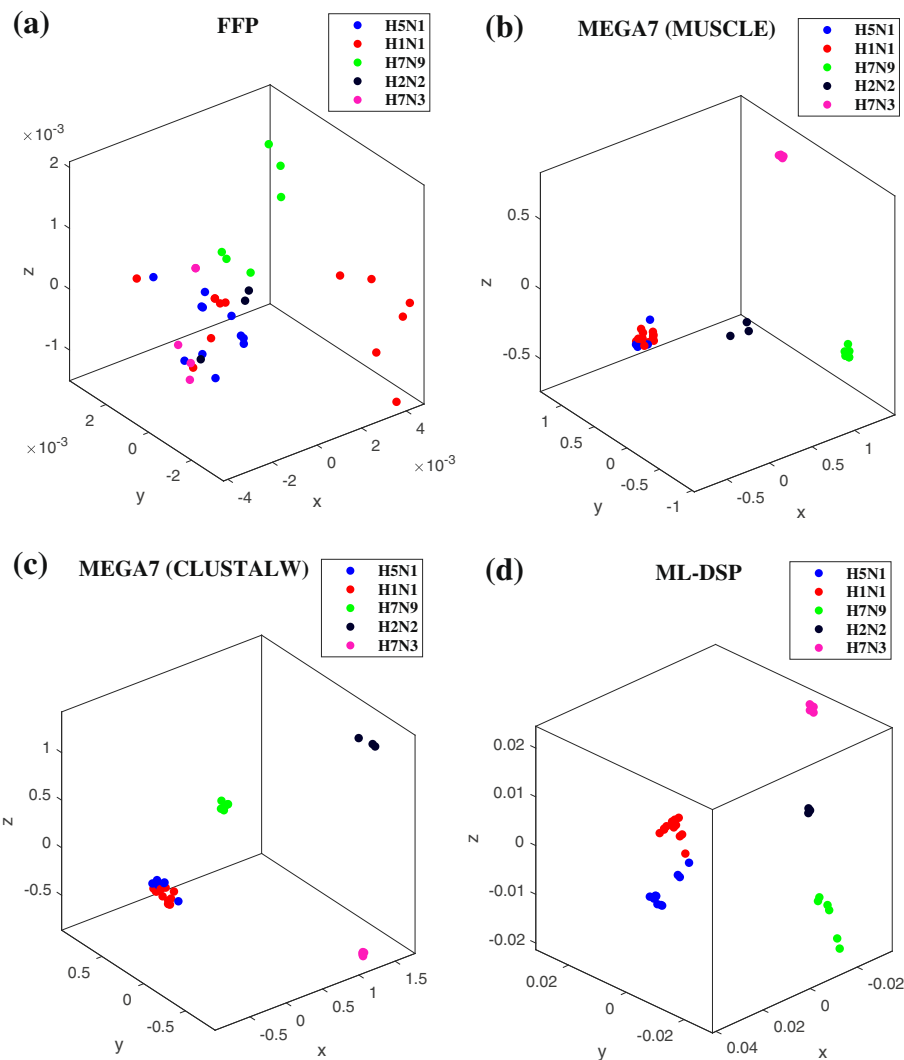 (a)
FFP
H5N1
H1N1
H7N9
H2N2
H7N3
×10⁻³
2
1
0
-1
z
×10⁻³
2
0
-2
y
-4
-2
0
2
4
×10⁻³
x
(b)
MEGA7 (MUSCLE)
H5N1
H1N1
H7N9
H2N2
H7N3
0.5
0
-0.5
z
1
0.5
0
-0.5
-1
y
-0.5
0
0.5
1
x
(c)
MEGA7 (CLUSTALW)
H5N1
H1N1
H7N9
H2N2
H7N3
1
0.5
0
-0.5
z
0.5
0
-0.5
y
-0.5
0
0.5
1
1.5
x
(d)
ML-DSP
H5N1
H1N1
H7N9
H2N2
H7N3
0.02
0.01
0
-0.01
-0.02
z
0.02
0
-0.02
y
0.04
0.02
0
-0.02
x